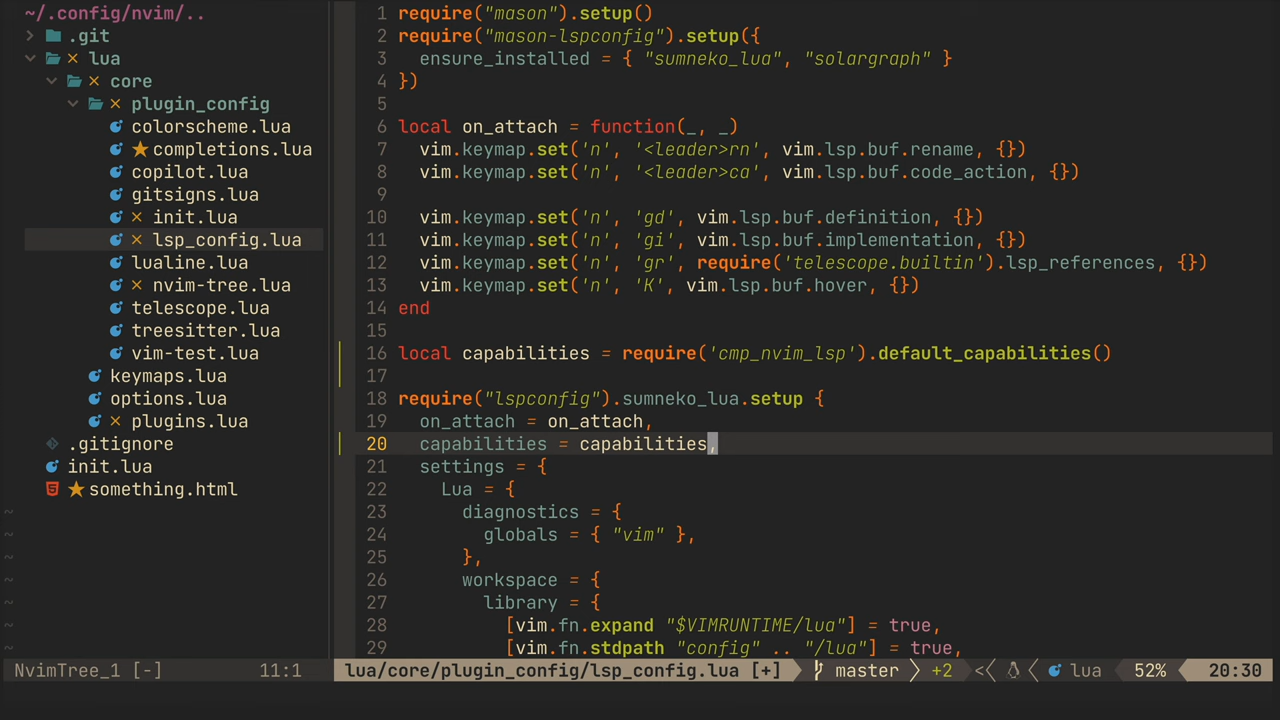 ~/.config/nvim/..
.git
lua
core
plugin_config
colorscheme.lua
completions.lua
copilot.lua
gitsigns.lua
init.lua
lsp_config.lua
lualine.lua
nvim-tree.lua
telescope.lua
treesitter.lua
vim-test.lua
keymaps.lua
options.lua
plugins.lua
.gitignore
init.lua
something.html
~
~
~
~
~
~
~
NvimTree_1 [-] 11:1
1 require("mason").setup()
2 require("mason-lspconfig").setup({
3 ensure_installed = { "sumneko_lua", "solargraph" }
4 })
5
6 local on_attach = function(_, _)
7 vim.keymap.set('n', '<leader>rn', vim.lsp.buf.rename, {})
8 vim.keymap.set('n', '<leader>ca', vim.lsp.buf.code_action, {})
9
10 vim.keymap.set('n', 'gd', vim.lsp.buf.definition, {})
11 vim.keymap.set('n', 'gi', vim.lsp.buf.implementation, {})
12 vim.keymap.set('n', 'gr', require('telescope.builtin').lsp_references, {})
13 vim.keymap.set('n', 'K', vim.lsp.buf.hover, {})
14 end
15
16 local capabilities = require('cmp_nvim_lsp').default_capabilities()
17
18 require("lspconfig").sumneko_lua.setup {
19 on_attach = on_attach,
20 capabilities = capabilities,
21 settings = {
22 Lua = {
23 diagnostics = {
24 globals = { "vim" },
25 },
26 workspace = {
27 library = {
28 [vim.fn.expand "$VIMRUNTIME/lua"] = true,
29 [vim.fn.stdpath "config" .. "/lua"] = true,
lua/core/plugin_config/lsp_config.lua [+] master +2 < lua 52% 20:30